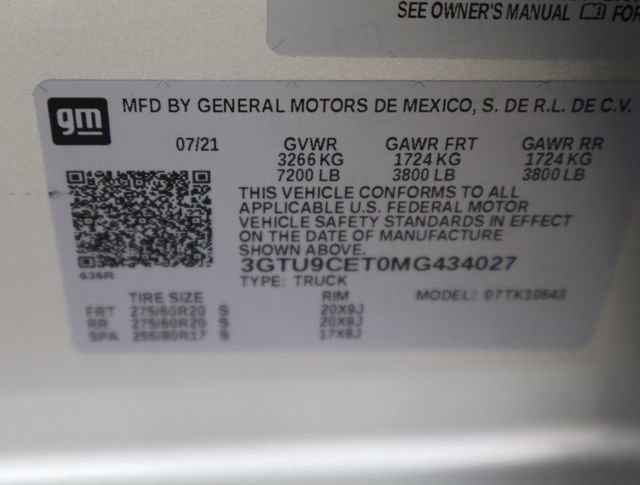 SEE OWNER'S MANUAL FOR
gm MFD BY GENERAL MOTORS DE MEXICO, S. DE R.L. DE C.V.
07/21 GVWR GAWR FRT GAWR RR
3266 KG 1724 KG 1724 KG
7200 LB 3800 LB 3800 LB
THIS VEHICLE CONFORMS TO ALL
APPLICABLE U.S. FEDERAL MOTOR
VEHICLE SAFETY STANDARDS IN EFFECT
ON THE DATE OF MANUFACTURE
SHOWN ABOVE.
3GTU9CET0MG434027
636R TYPE: TRUCK
TIRE SIZE RIM MODEL: 07TK10543
FRT 275/60R20 S 20X9J
RR 275/60R20 S 20X9J
SPA 255/80R17 S 17X8J